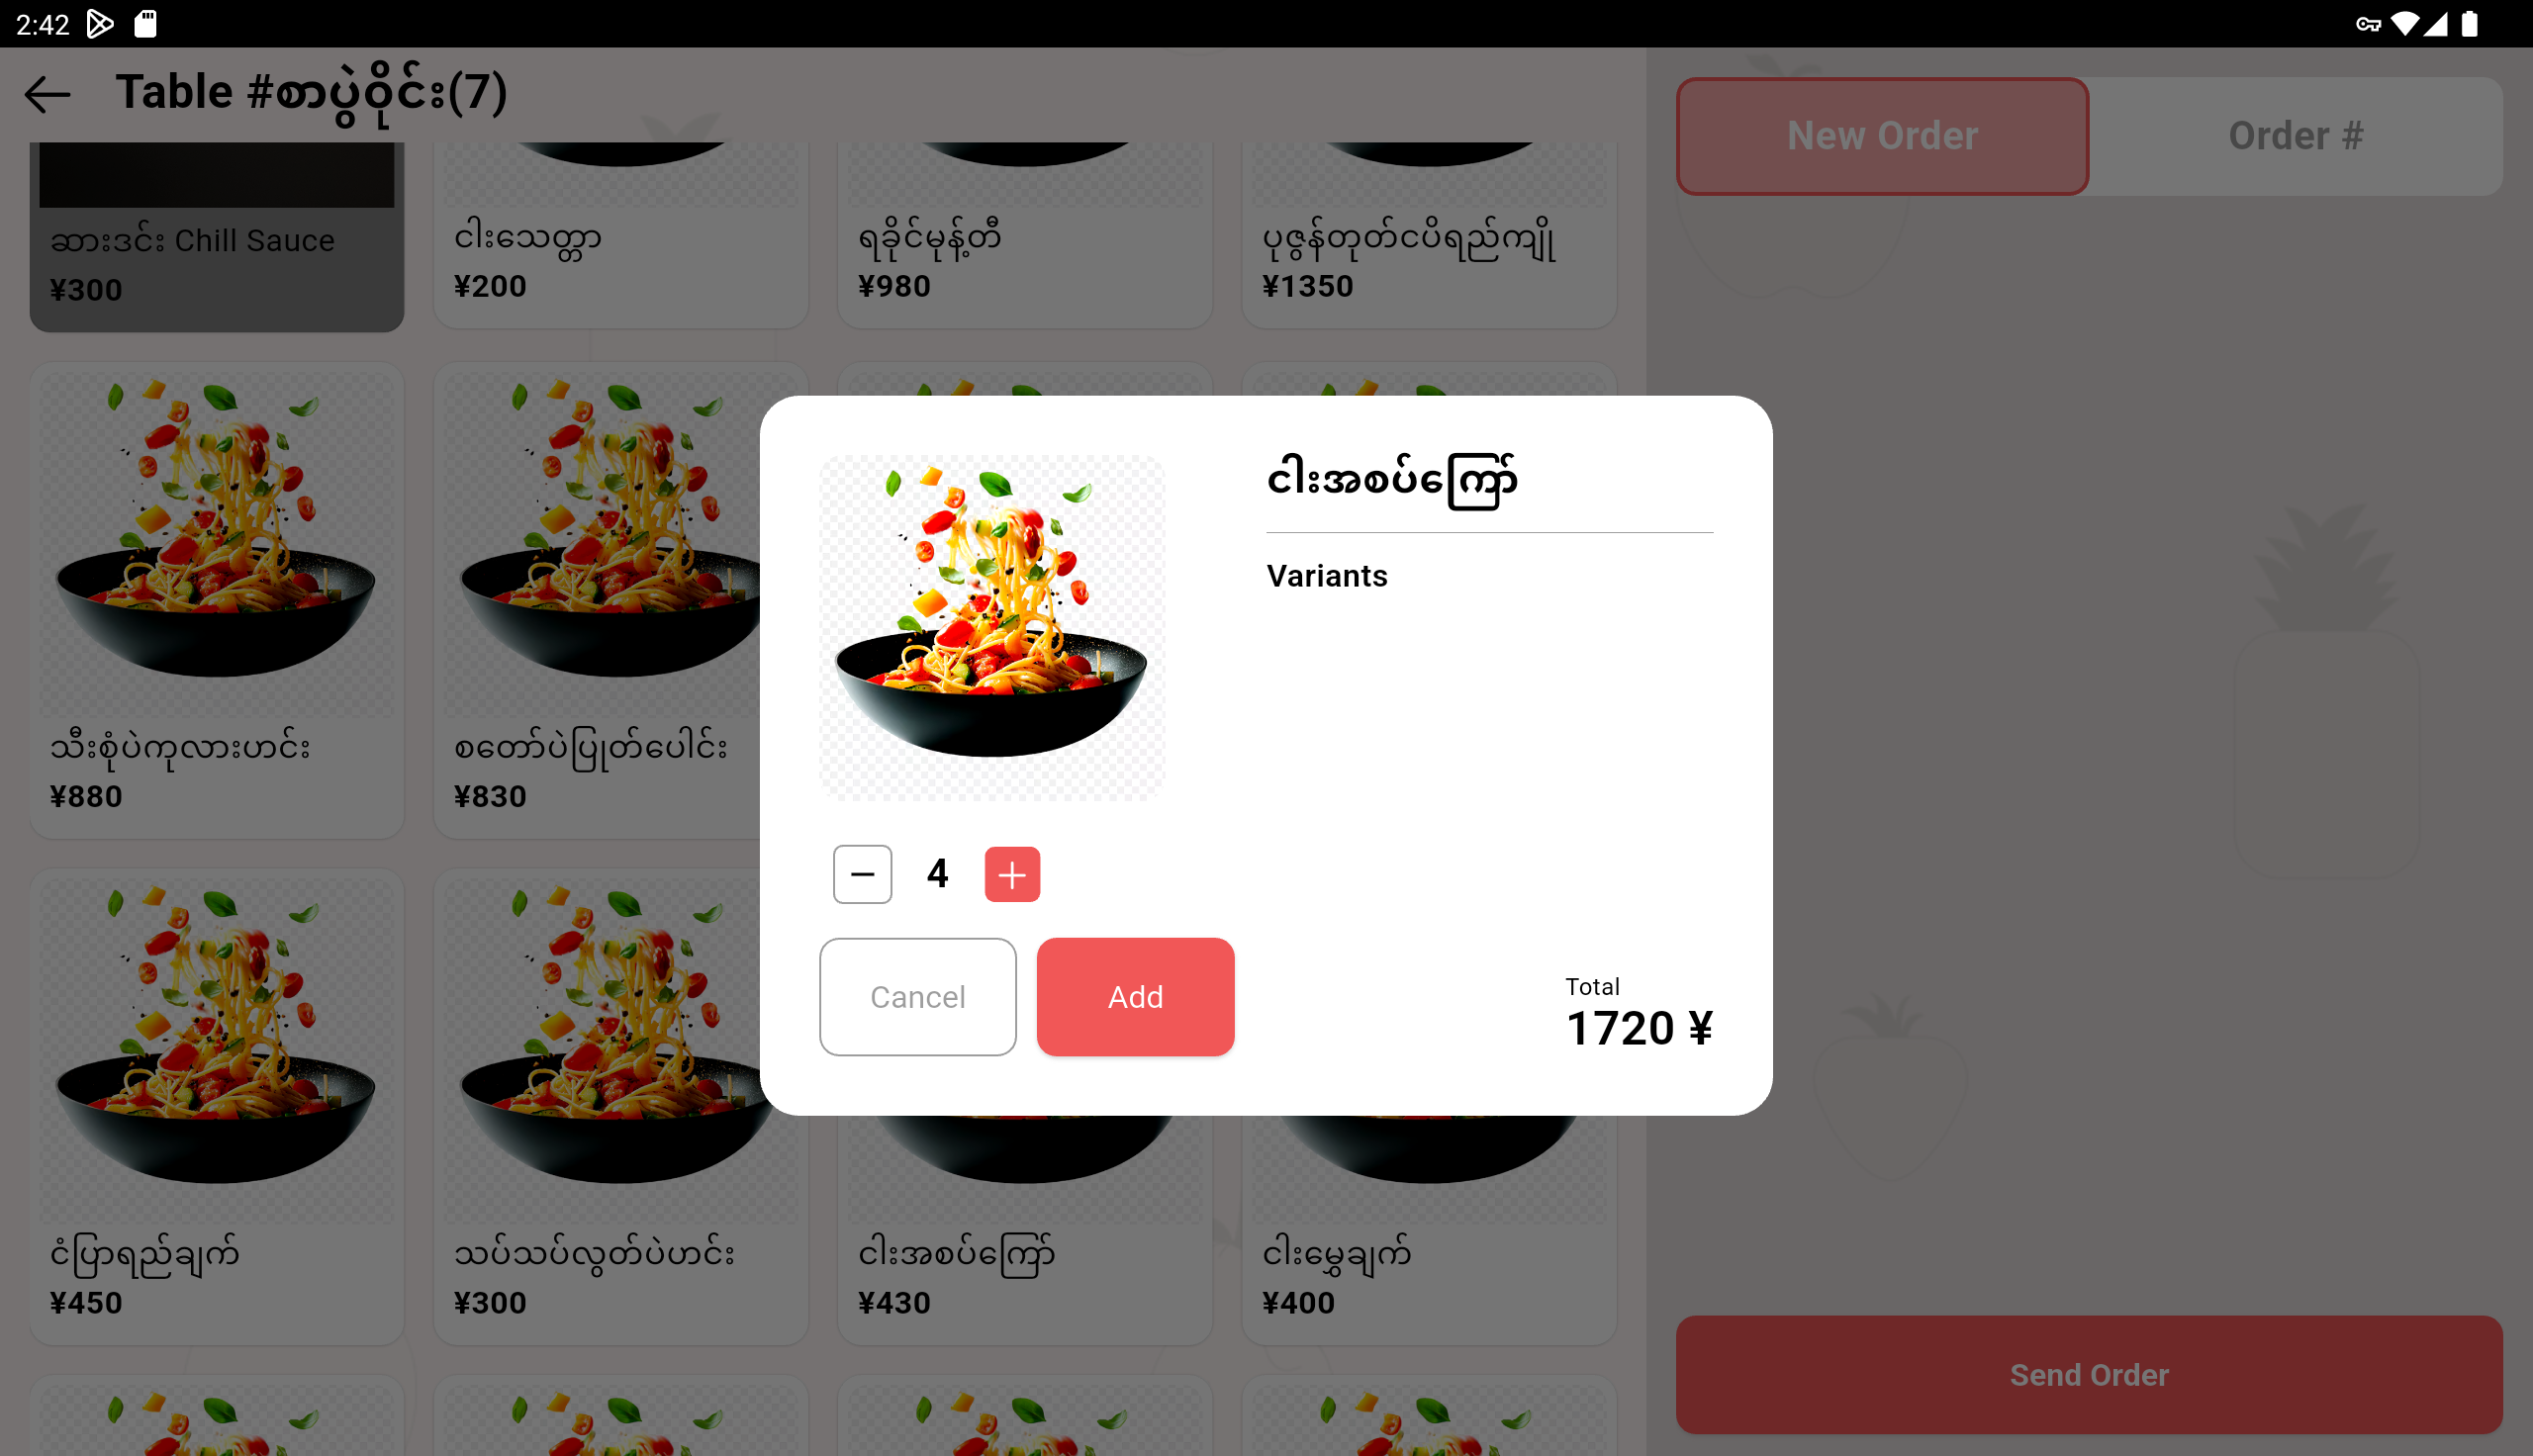 2:42
Table #စာပွဲဝိုင်း(7)
New Order
Order #
ဆားဒင်း Chill Sauce
¥300
ငါးသေတ္တာ
¥200
ရခိုင်မုန့်တီ
¥980
ပုဇွန်တုတ်ငပိရည်ကျို
¥1350
သီးစုံပဲကုလားဟင်း
¥880
စတော်ပဲပြုတ်ပေါင်း
¥830
ငါးအစပ်ကြော်
Variants
4
Cancel
Add
Total
1720 ¥
ငံပြာရည်ချက်
¥450
သပ်သပ်လွတ်ပဲဟင်း
¥300
ငါးအစပ်ကြော်
¥430
ငါးမွှေချက်
¥400
Send Order